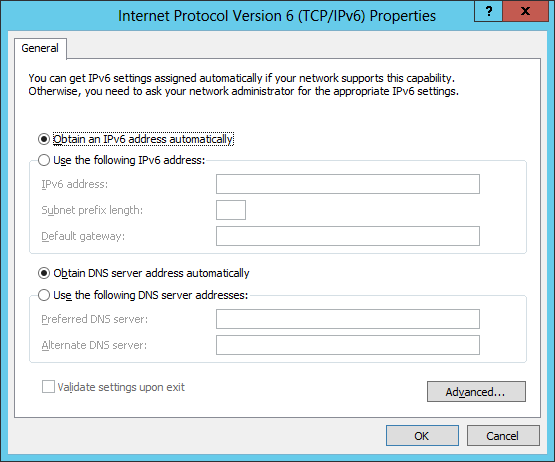 Internet Protocol Version 6 (TCP/IPv6) Properties
? x
General
You can get IPv6 settings assigned automatically if your network supports this capability.
Otherwise, you need to ask your network administrator for the appropriate IPv6 settings.
Obtain an IPv6 address automatically
Use the following IPv6 address:
IPv6 address:
Subnet prefix length:
Default gateway:
Obtain DNS server address automatically
Use the following DNS server addresses:
Preferred DNS server:
Alternate DNS server:
Validate settings upon exit
Advanced...
OK Cancel